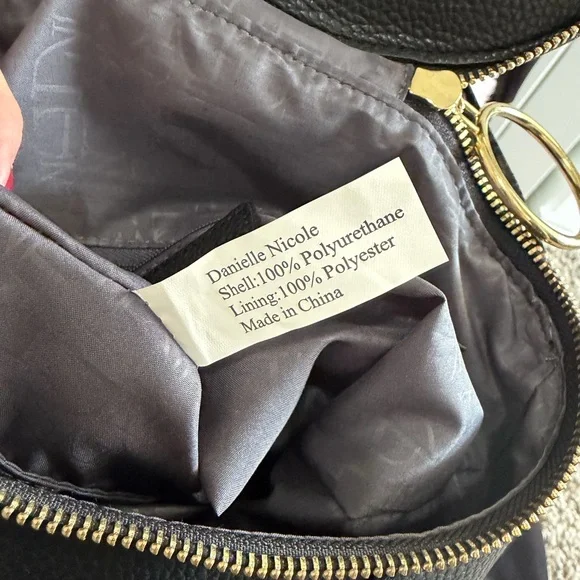 Danielle Nicole
Shell:100% Polyurethane
Lining:100% Polyester
Made in China